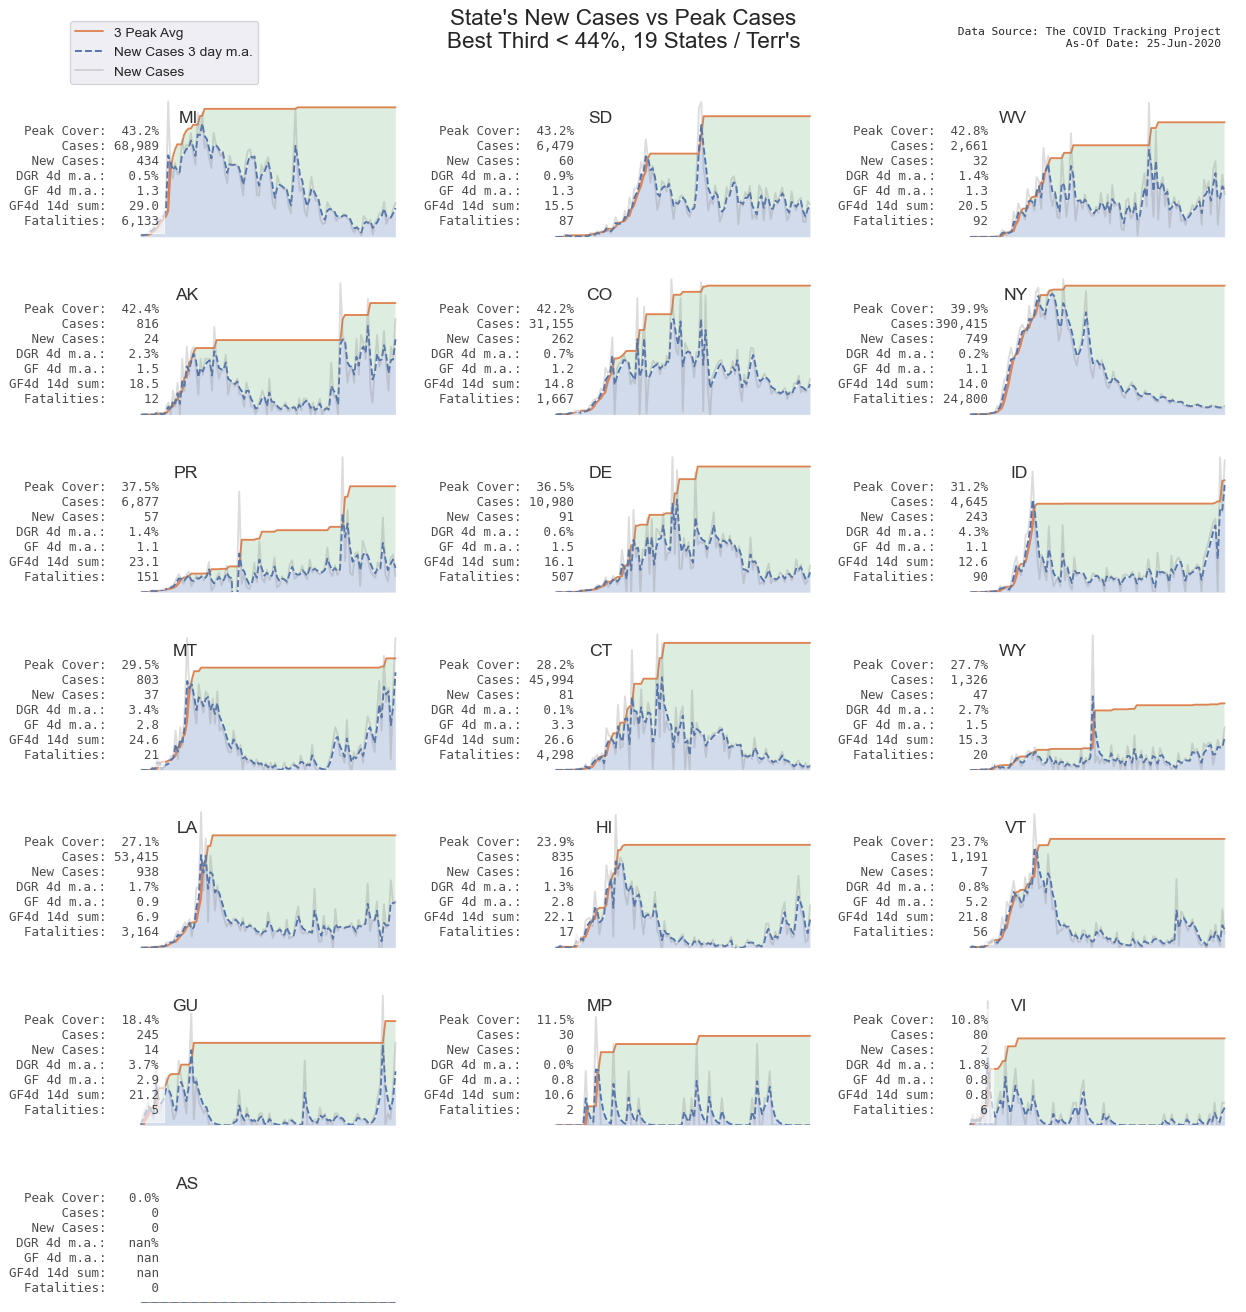 State's New Cases vs Peak Cases
Best Third < 44%, 19 States / Terr's
3 Peak Avg
New Cases 3 day m.a.
New Cases
Data Source: The COVID Tracking Project
As-Of Date: 25-Jun-2020
MI
Peak Cover: 43.2%
Cases: 68,989
New Cases: 434
DGR 4d m.a.: 0.5%
GF 4d m.a.: 1.3
GF4d 14d sum: 29.0
Fatalities: 6,133
SD
Peak Cover: 43.2%
Cases: 6,479
New Cases: 60
DGR 4d m.a.: 0.9%
GF 4d m.a.: 1.3
GF4d 14d sum: 15.5
Fatalities: 87
WV
Peak Cover: 42.8%
Cases: 2,661
New Cases: 32
DGR 4d m.a.: 1.4%
GF 4d m.a.: 1.3
GF4d 14d sum: 20.5
Fatalities: 92
AK
Peak Cover: 42.4%
Cases: 816
New Cases: 24
DGR 4d m.a.: 2.3%
GF 4d m.a.: 1.5
GF4d 14d sum: 18.5
Fatalities: 12
CO
Peak Cover: 42.2%
Cases: 31,155
New Cases: 262
DGR 4d m.a.: 0.7%
GF 4d m.a.: 1.2
GF4d 14d sum: 14.8
Fatalities: 1,667
NY
Peak Cover: 39.9%
Cases:390,415
New Cases: 749
DGR 4d m.a.: 0.2%
GF 4d m.a.: 1.1
GF4d 14d sum: 14.0
Fatalities: 24,800
PR
Peak Cover: 37.5%
Cases: 6,877
New Cases: 57
DGR 4d m.a.: 1.4%
GF 4d m.a.: 1.1
GF4d 14d sum: 23.1
Fatalities: 151
DE
Peak Cover: 36.5%
Cases: 10,980
New Cases: 91
DGR 4d m.a.: 0.6%
GF 4d m.a.: 1.5
GF4d 14d sum: 16.1
Fatalities: 507
ID
Peak Cover: 31.2%
Cases: 4,645
New Cases: 243
DGR 4d m.a.: 4.3%
GF 4d m.a.: 1.1
GF4d 14d sum: 12.6
Fatalities: 90
MT
Peak Cover: 29.5%
Cases: 803
New Cases: 37
DGR 4d m.a.: 3.4%
GF 4d m.a.: 2.8
GF4d 14d sum: 24.6
Fatalities: 21
CT
Peak Cover: 28.2%
Cases: 45,994
New Cases: 81
DGR 4d m.a.: 0.1%
GF 4d m.a.: 3.3
GF4d 14d sum: 26.6
Fatalities: 4,298
WY
Peak Cover: 27.7%
Cases: 1,326
New Cases: 47
DGR 4d m.a.: 2.7%
GF 4d m.a.: 1.5
GF4d 14d sum: 15.3
Fatalities: 20
LA
Peak Cover: 27.1%
Cases: 53,415
New Cases: 938
DGR 4d m.a.: 1.7%
GF 4d m.a.: 0.9
GF4d 14d sum: 6.9
Fatalities: 3,164
HI
Peak Cover: 23.9%
Cases: 835
New Cases: 16
DGR 4d m.a.: 1.3%
GF 4d m.a.: 2.8
GF4d 14d sum: 22.1
Fatalities: 17
VT
Peak Cover: 23.7%
Cases: 1,191
New Cases: 7
DGR 4d m.a.: 0.8%
GF 4d m.a.: 5.2
GF4d 14d sum: 21.8
Fatalities: 56
GU
Peak Cover: 18.4%
Cases: 245
New Cases: 14
DGR 4d m.a.: 3.7%
GF 4d m.a.: 2.9
GF4d 14d sum: 21.2
Fatalities: 5
MP
Peak Cover: 11.5%
Cases: 30
New Cases: 0
DGR 4d m.a.: 0.0%
GF 4d m.a.: 0.8
GF4d 14d sum: 10.6
Fatalities: 2
VI
Peak Cover: 10.8%
Cases: 80
New Cases: 2
DGR 4d m.a.: 1.8%
GF 4d m.a.: 0.8
GF4d 14d sum: 0.8
Fatalities: 6
AS
Peak Cover: 0.0%
Cases: 0
New Cases: 0
DGR 4d m.a.: nan%
GF 4d m.a.: nan
GF4d 14d sum: nan
Fatalities: 0